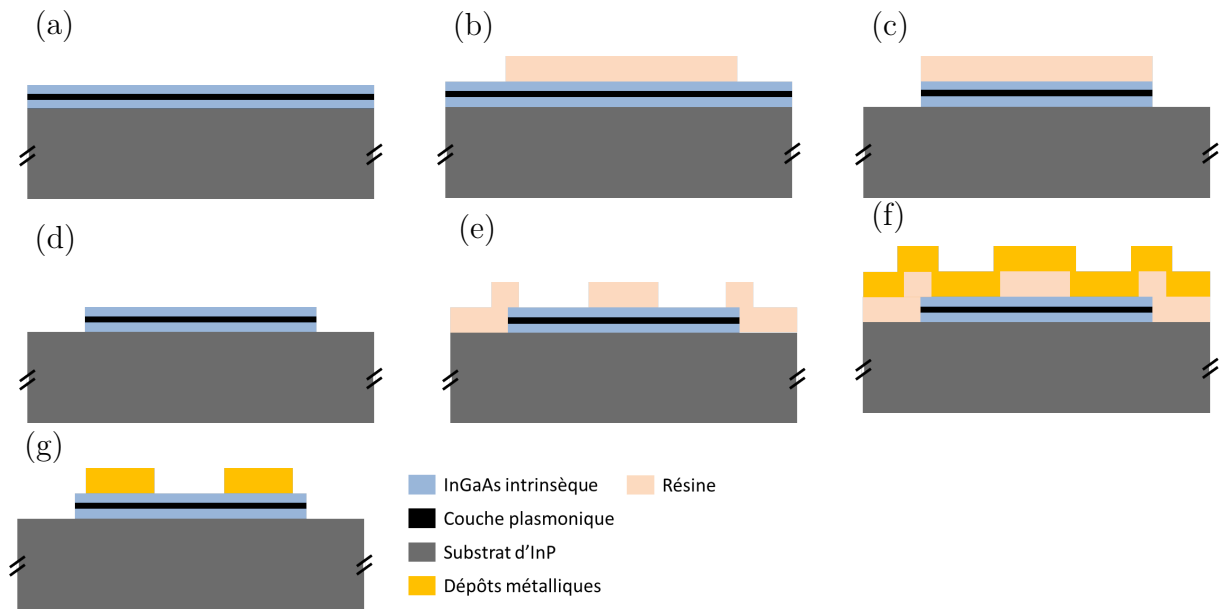 (a)
(b)
(c)
(d)
(e)
(f)
(g)
InGaAs intrinsèque
Résine
Couche plasmonique
Substrat d'InP
Dépôts métalliques